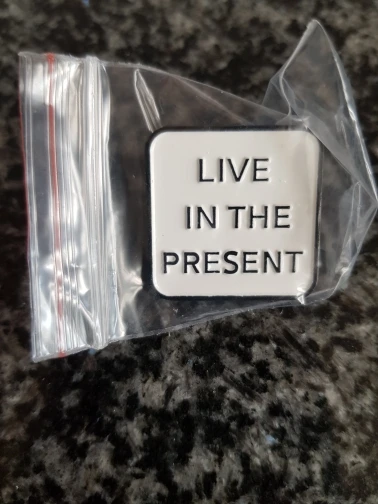 LIVE
IN THE
PRESENT